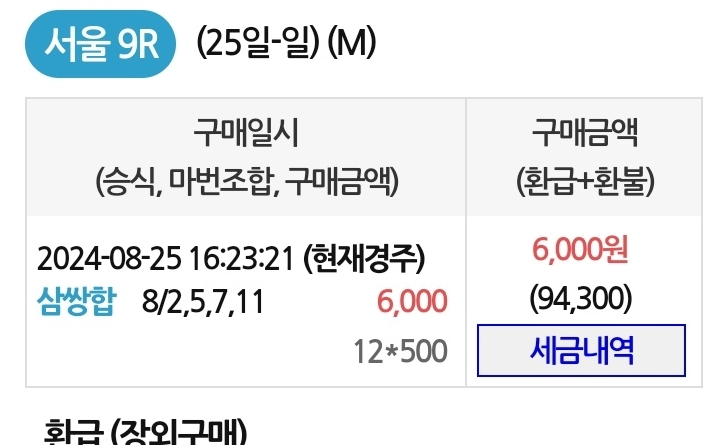 서울 9R (25일-일) (M)
구매일시
(승식, 마번조합, 구매금액)
구매금액
(환급+환불)
2024-08-25 16:23:21 (현재경주)
삼쌍합 8/2,5,7,11 6,000
12*500
6,000원
(94,300)
세금내역
환급 (장외구매)